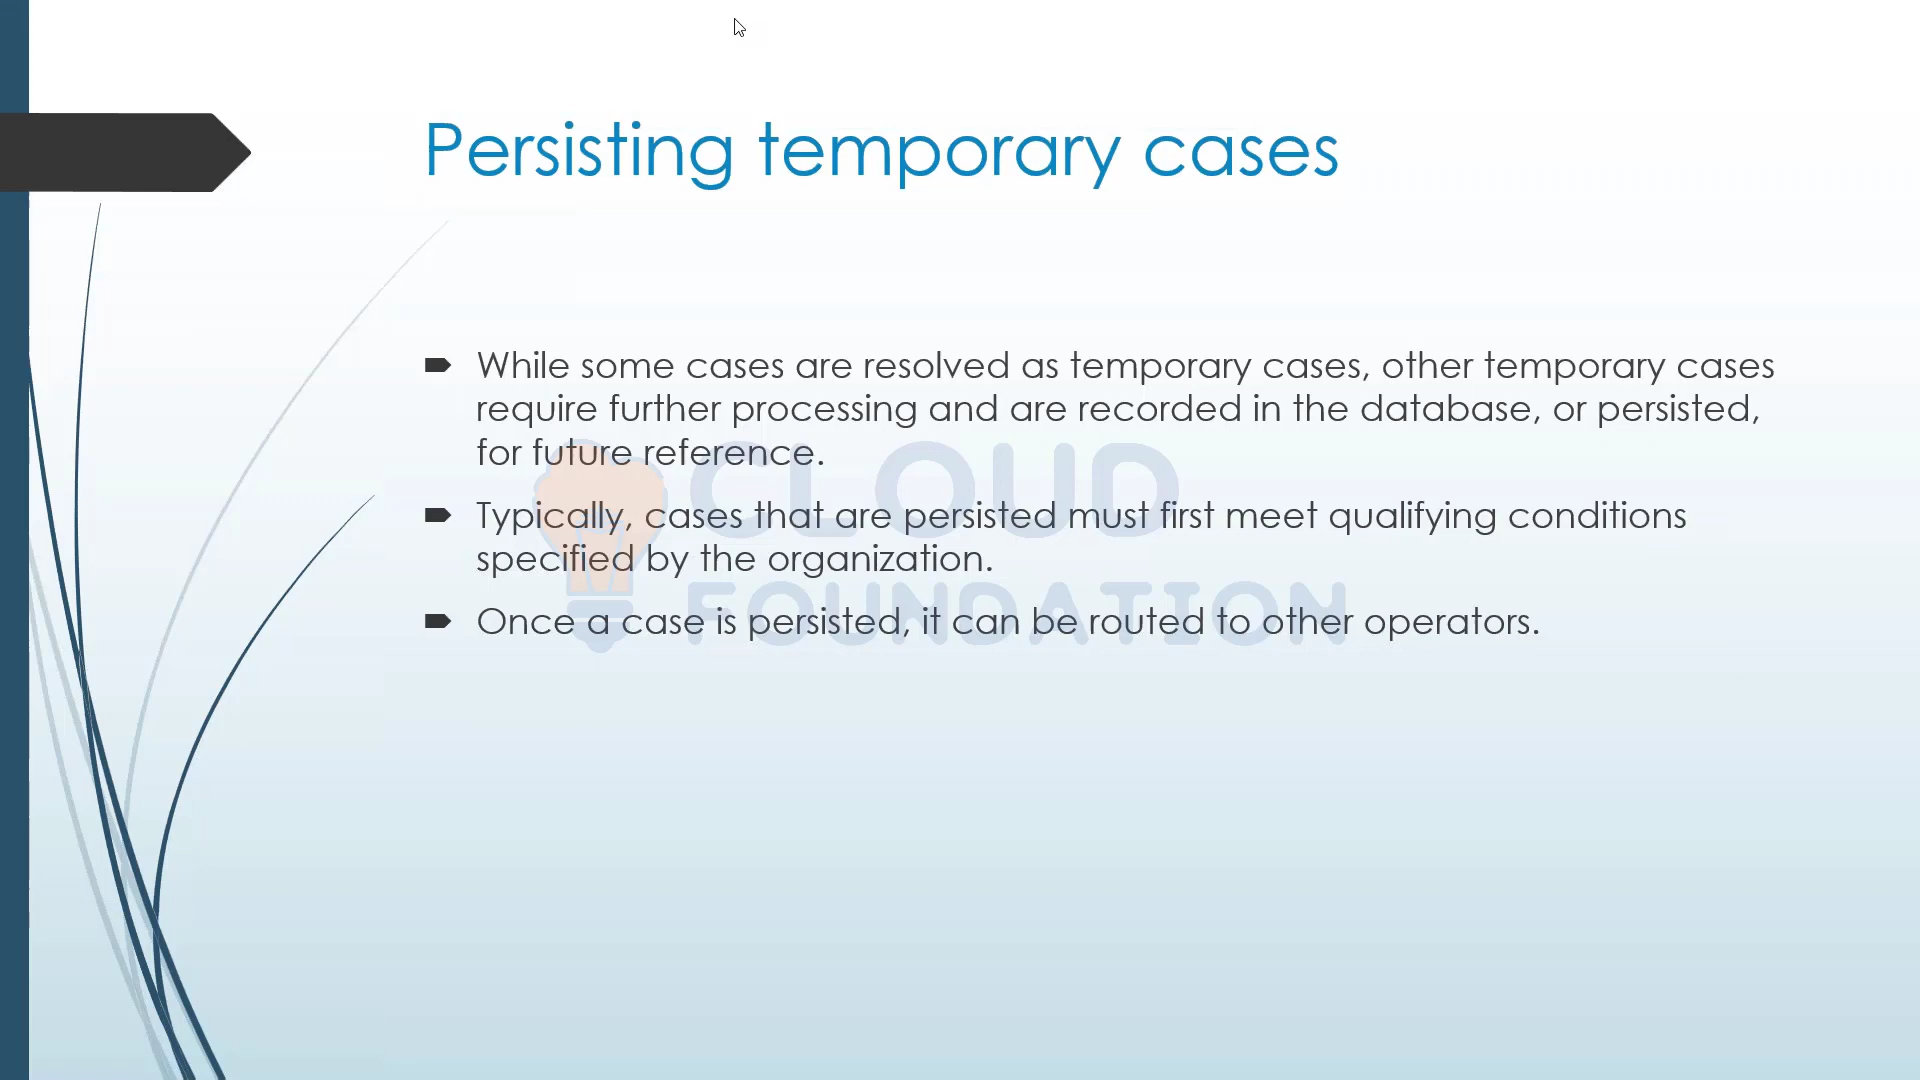 Persisting temporary cases
While some cases are resolved as temporary cases, other temporary cases
require further processing and are recorded in the database, or persisted,
for future reference.
Typically, cases that are persisted must first meet qualifying conditions
specified by the organization.
Once a case is persisted, it can be routed to other operators.
CLOUD
FOUNDATION